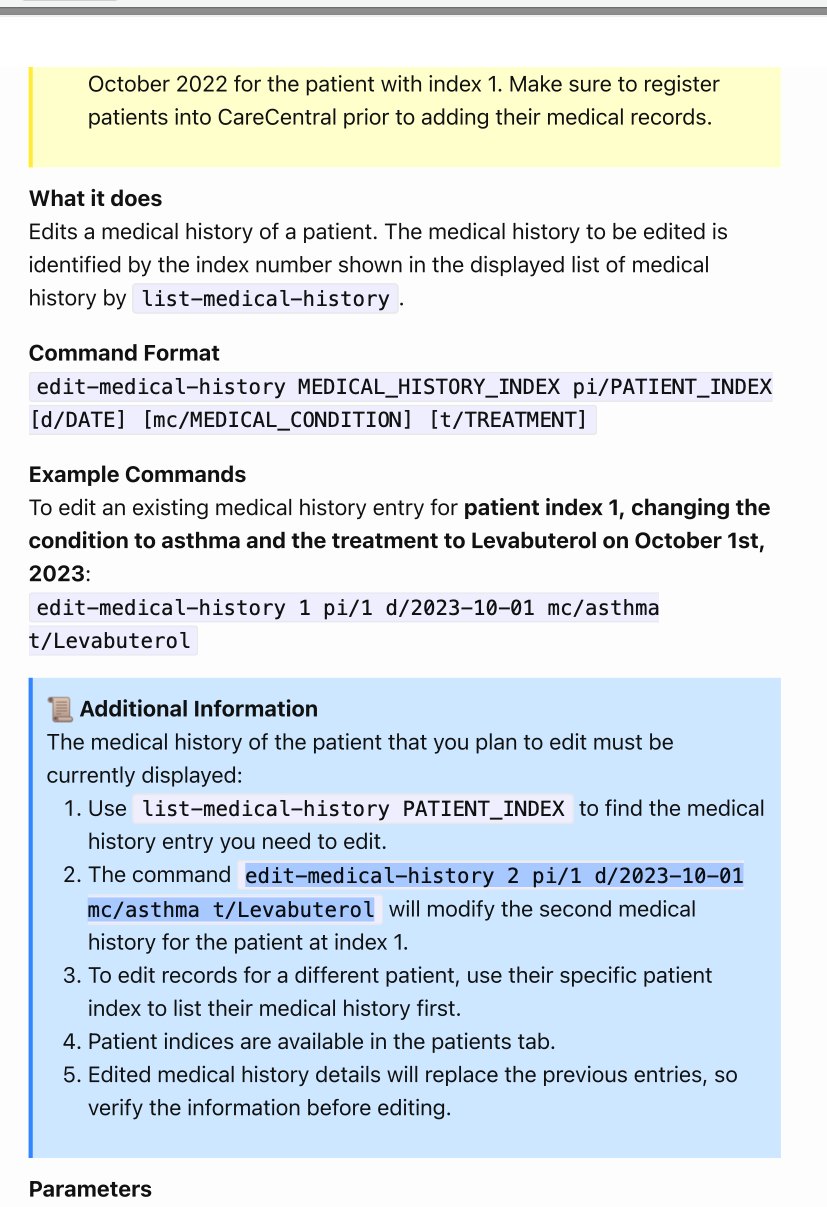 October 2022 for the patient with index 1. Make sure to register
patients into CareCentral prior to adding their medical records.
What it does
Edits a medical history of a patient. The medical history to be edited is
identified by the index number shown in the displayed list of medical
history by list-medical-history.
Command Format
edit-medical-history MEDICAL_HISTORY_INDEX pi/PATIENT_INDEX
[d/DATE] [mc/MEDICAL_CONDITION] [t/TREATMENT]
Example Commands
To edit an existing medical history entry for patient index 1, changing the
condition to asthma and the treatment to Levabuterol on October 1st,
2023:
edit-medical-history 1 pi/1 d/2023-10-01 mc/asthma
t/Levabuterol
📜 Additional Information
The medical history of the patient that you plan to edit must be
currently displayed:
1. Use list-medical-history PATIENT_INDEX to find the medical
history entry you need to edit.
2. The command edit-medical-history 2 pi/1 d/2023-10-01
mc/asthma t/Levabuterol will modify the second medical
history for the patient at index 1.
3. To edit records for a different patient, use their specific patient
index to list their medical history first.
4. Patient indices are available in the patients tab.
5. Edited medical history details will replace the previous entries, so
verify the information before editing.
Parameters